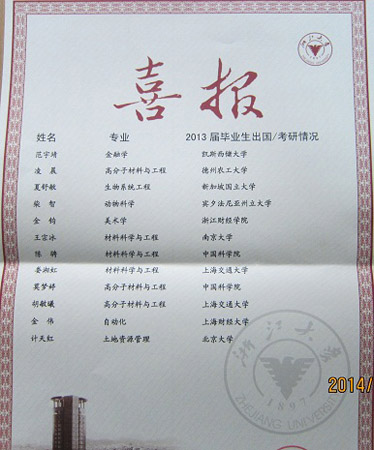 浙江大学
喜报
姓名 专业 2013届毕业生出国/考研情况
范宇琦 金融学 凯斯西储大学
凌晨 高分子材料与工程 德州农工大学
夏舒敏 生物系统工程 新加坡国立大学
柴智 动物科学 宾夕法尼亚州立大学
金钧 美术学 浙江财经学院
王宗冰 材料科学与工程 南京大学
陈骋 材料科学与工程 中国科学院
娄湘虹 材料科学与工程 上海交通大学
莫梦婷 高分子材料与工程 中国科学院
胡敏曦 高分子材料与工程 上海交通大学
金伟 自动化 上海财经大学
计天虹 土地资源管理 北京大学
浙江大学
1897
ZHEJIANG UNIVERSITY
2014/